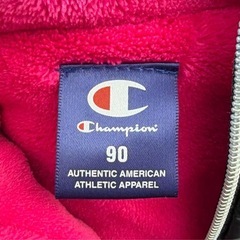 Champion
90
AUTHENTIC AMERICAN
ATHLETIC APPAREL